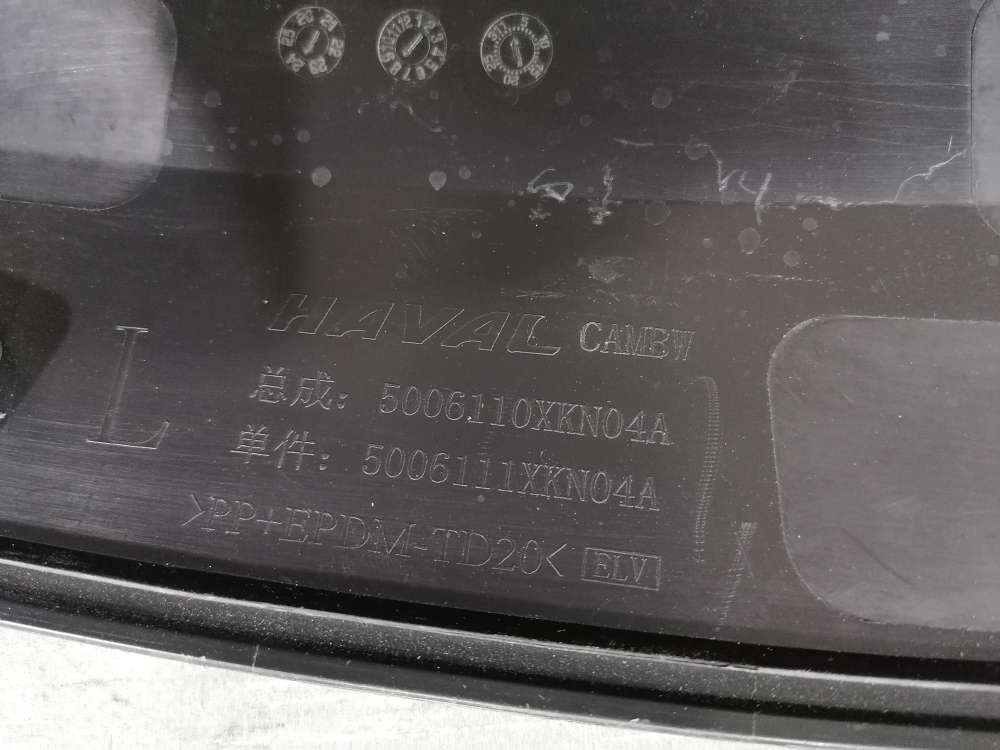 HAVAL CAMBW
L
总成: 5006110XKN04A
单件: 5006111XKN04A
>PP+EPDM-TD20< ELV